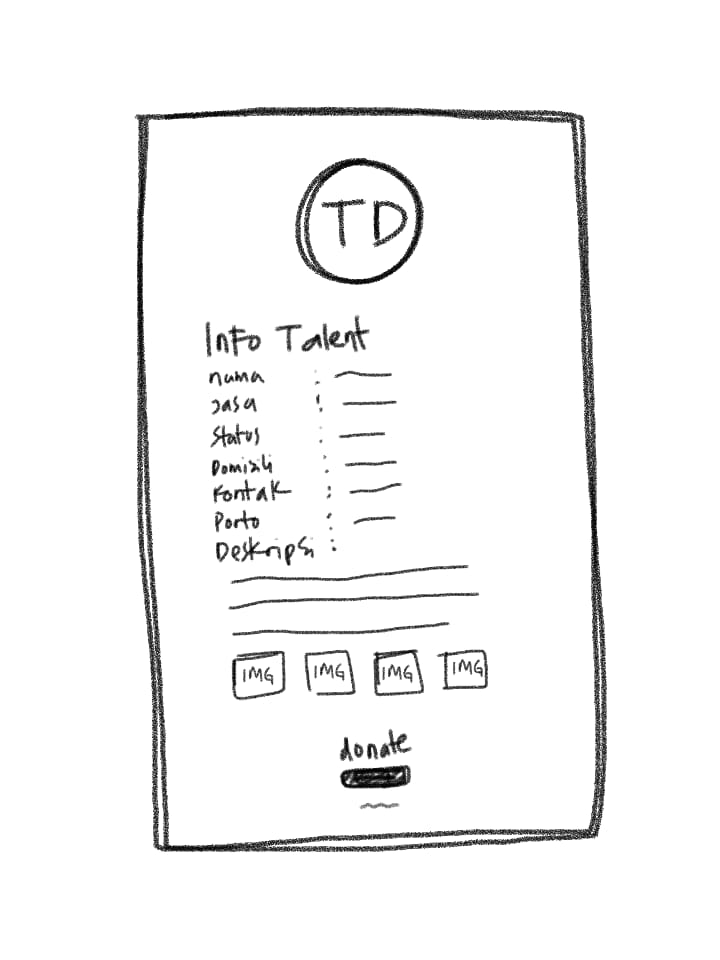 TD
Info Talent
nama :
Jasa :
Status :
Domisili :
Kontak :
Porto :
Deskripsi :
IMG IMG IMG IMG
donate